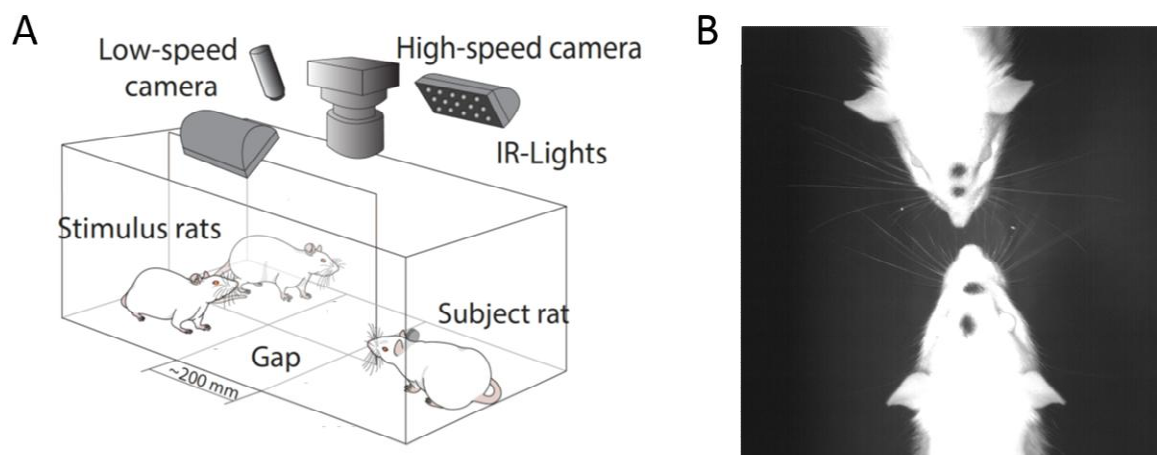 A
B
Low-speed
camera
High-speed camera
IR-Lights
Stimulus rats
Subject rat
Gap
~200 mm